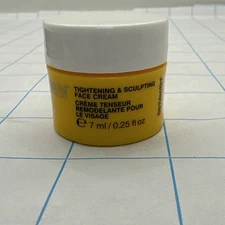 TIGHTENING & SCULPTING
FACE CREAM
CRÈME TENSEUR
REMODELANTE POUR
LE VISAGE
℮ 7 ml / 0.25 fl oz